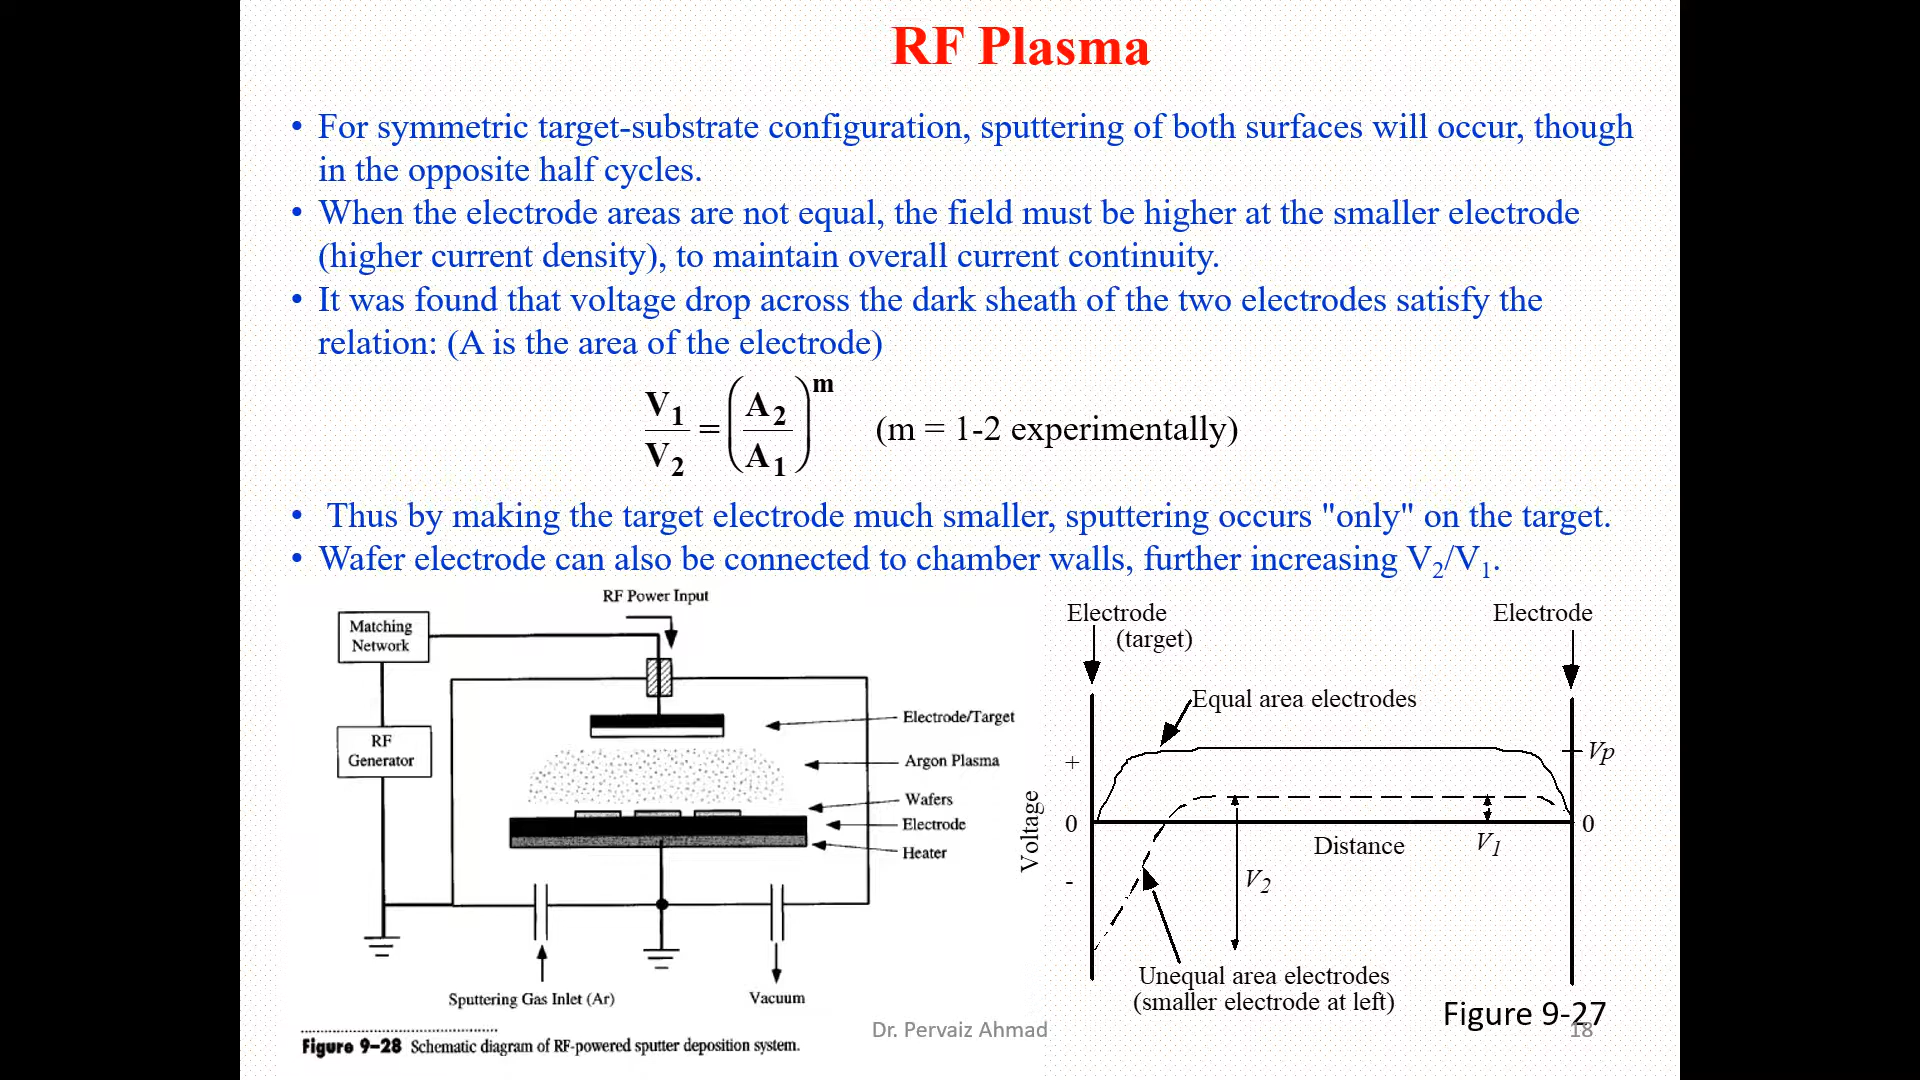 RF Plasma
• For symmetric target-substrate configuration, sputtering of both surfaces will occur, though
in the opposite half cycles.
• When the electrode areas are not equal, the field must be higher at the smaller electrode
(higher current density), to maintain overall current continuity.
• It was found that voltage drop across the dark sheath of the two electrodes satisfy the
relation: (A is the area of the electrode)
V₁/V₂ = (A₂/A₁)ᵐ (m = 1-2 experimentally)
• Thus by making the target electrode much smaller, sputtering occurs "only" on the target.
• Wafer electrode can also be connected to chamber walls, further increasing V₂/V₁.
RF Power Input
Matching
Network
RF
Generator
Electrode/Target
Argon Plasma
Wafers
Electrode
Heater
Sputtering Gas Inlet (Ar)
Vacuum
Figure 9–28 Schematic diagram of RF-powered sputter deposition system.
Electrode
(target)
Electrode
Equal area electrodes
Vp
+
0
-
Voltage
Distance
0
V₁
V₂
Unequal area electrodes
(smaller electrode at left)
Figure 9-27
Dr. Pervaiz Ahmad
18